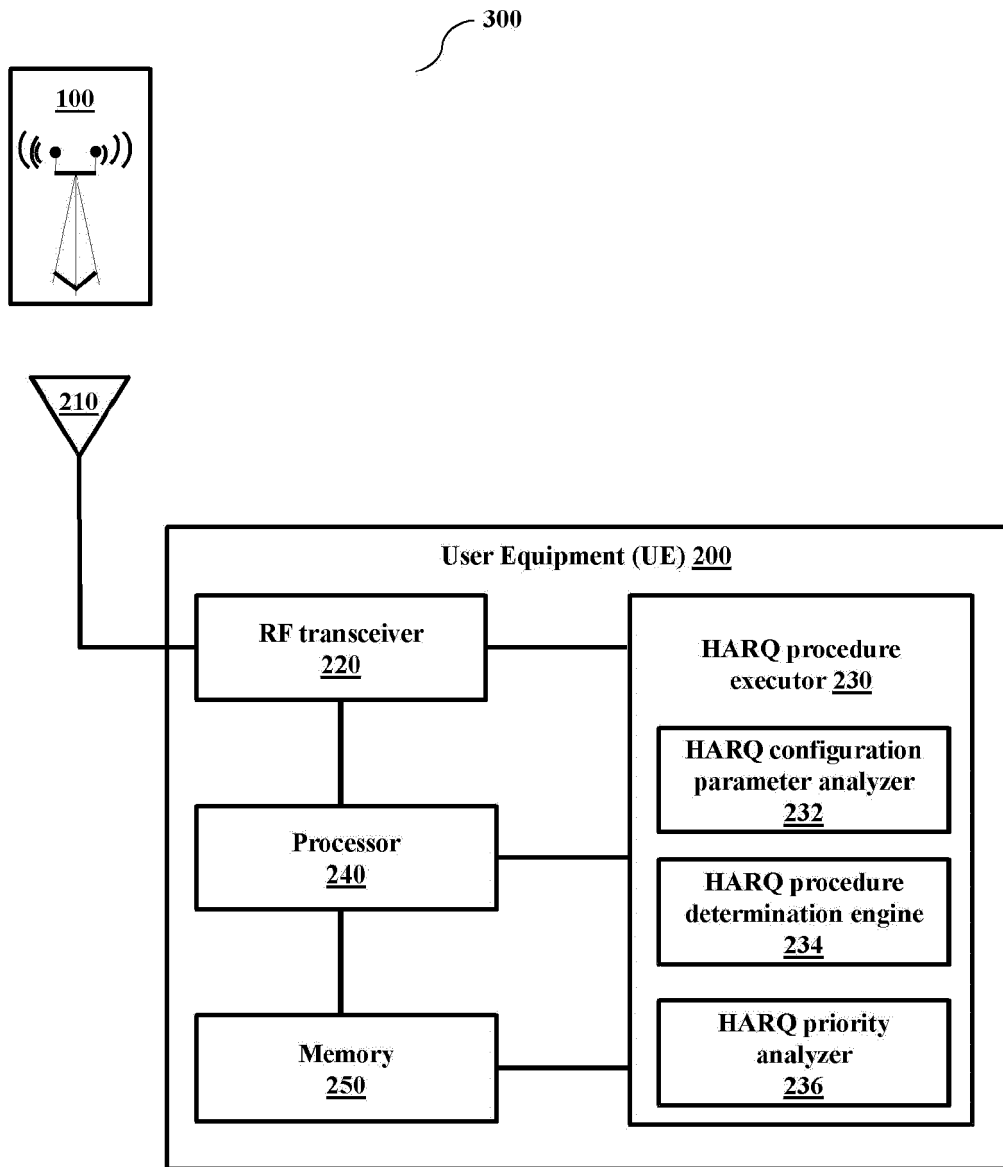 300
100
210
User Equipment (UE) 200
RF transceiver
220
HARQ procedure
executor 230
HARQ configuration
parameter analyzer
232
Processor
240
HARQ procedure
determination engine
234
Memory
250
HARQ priority
analyzer
236